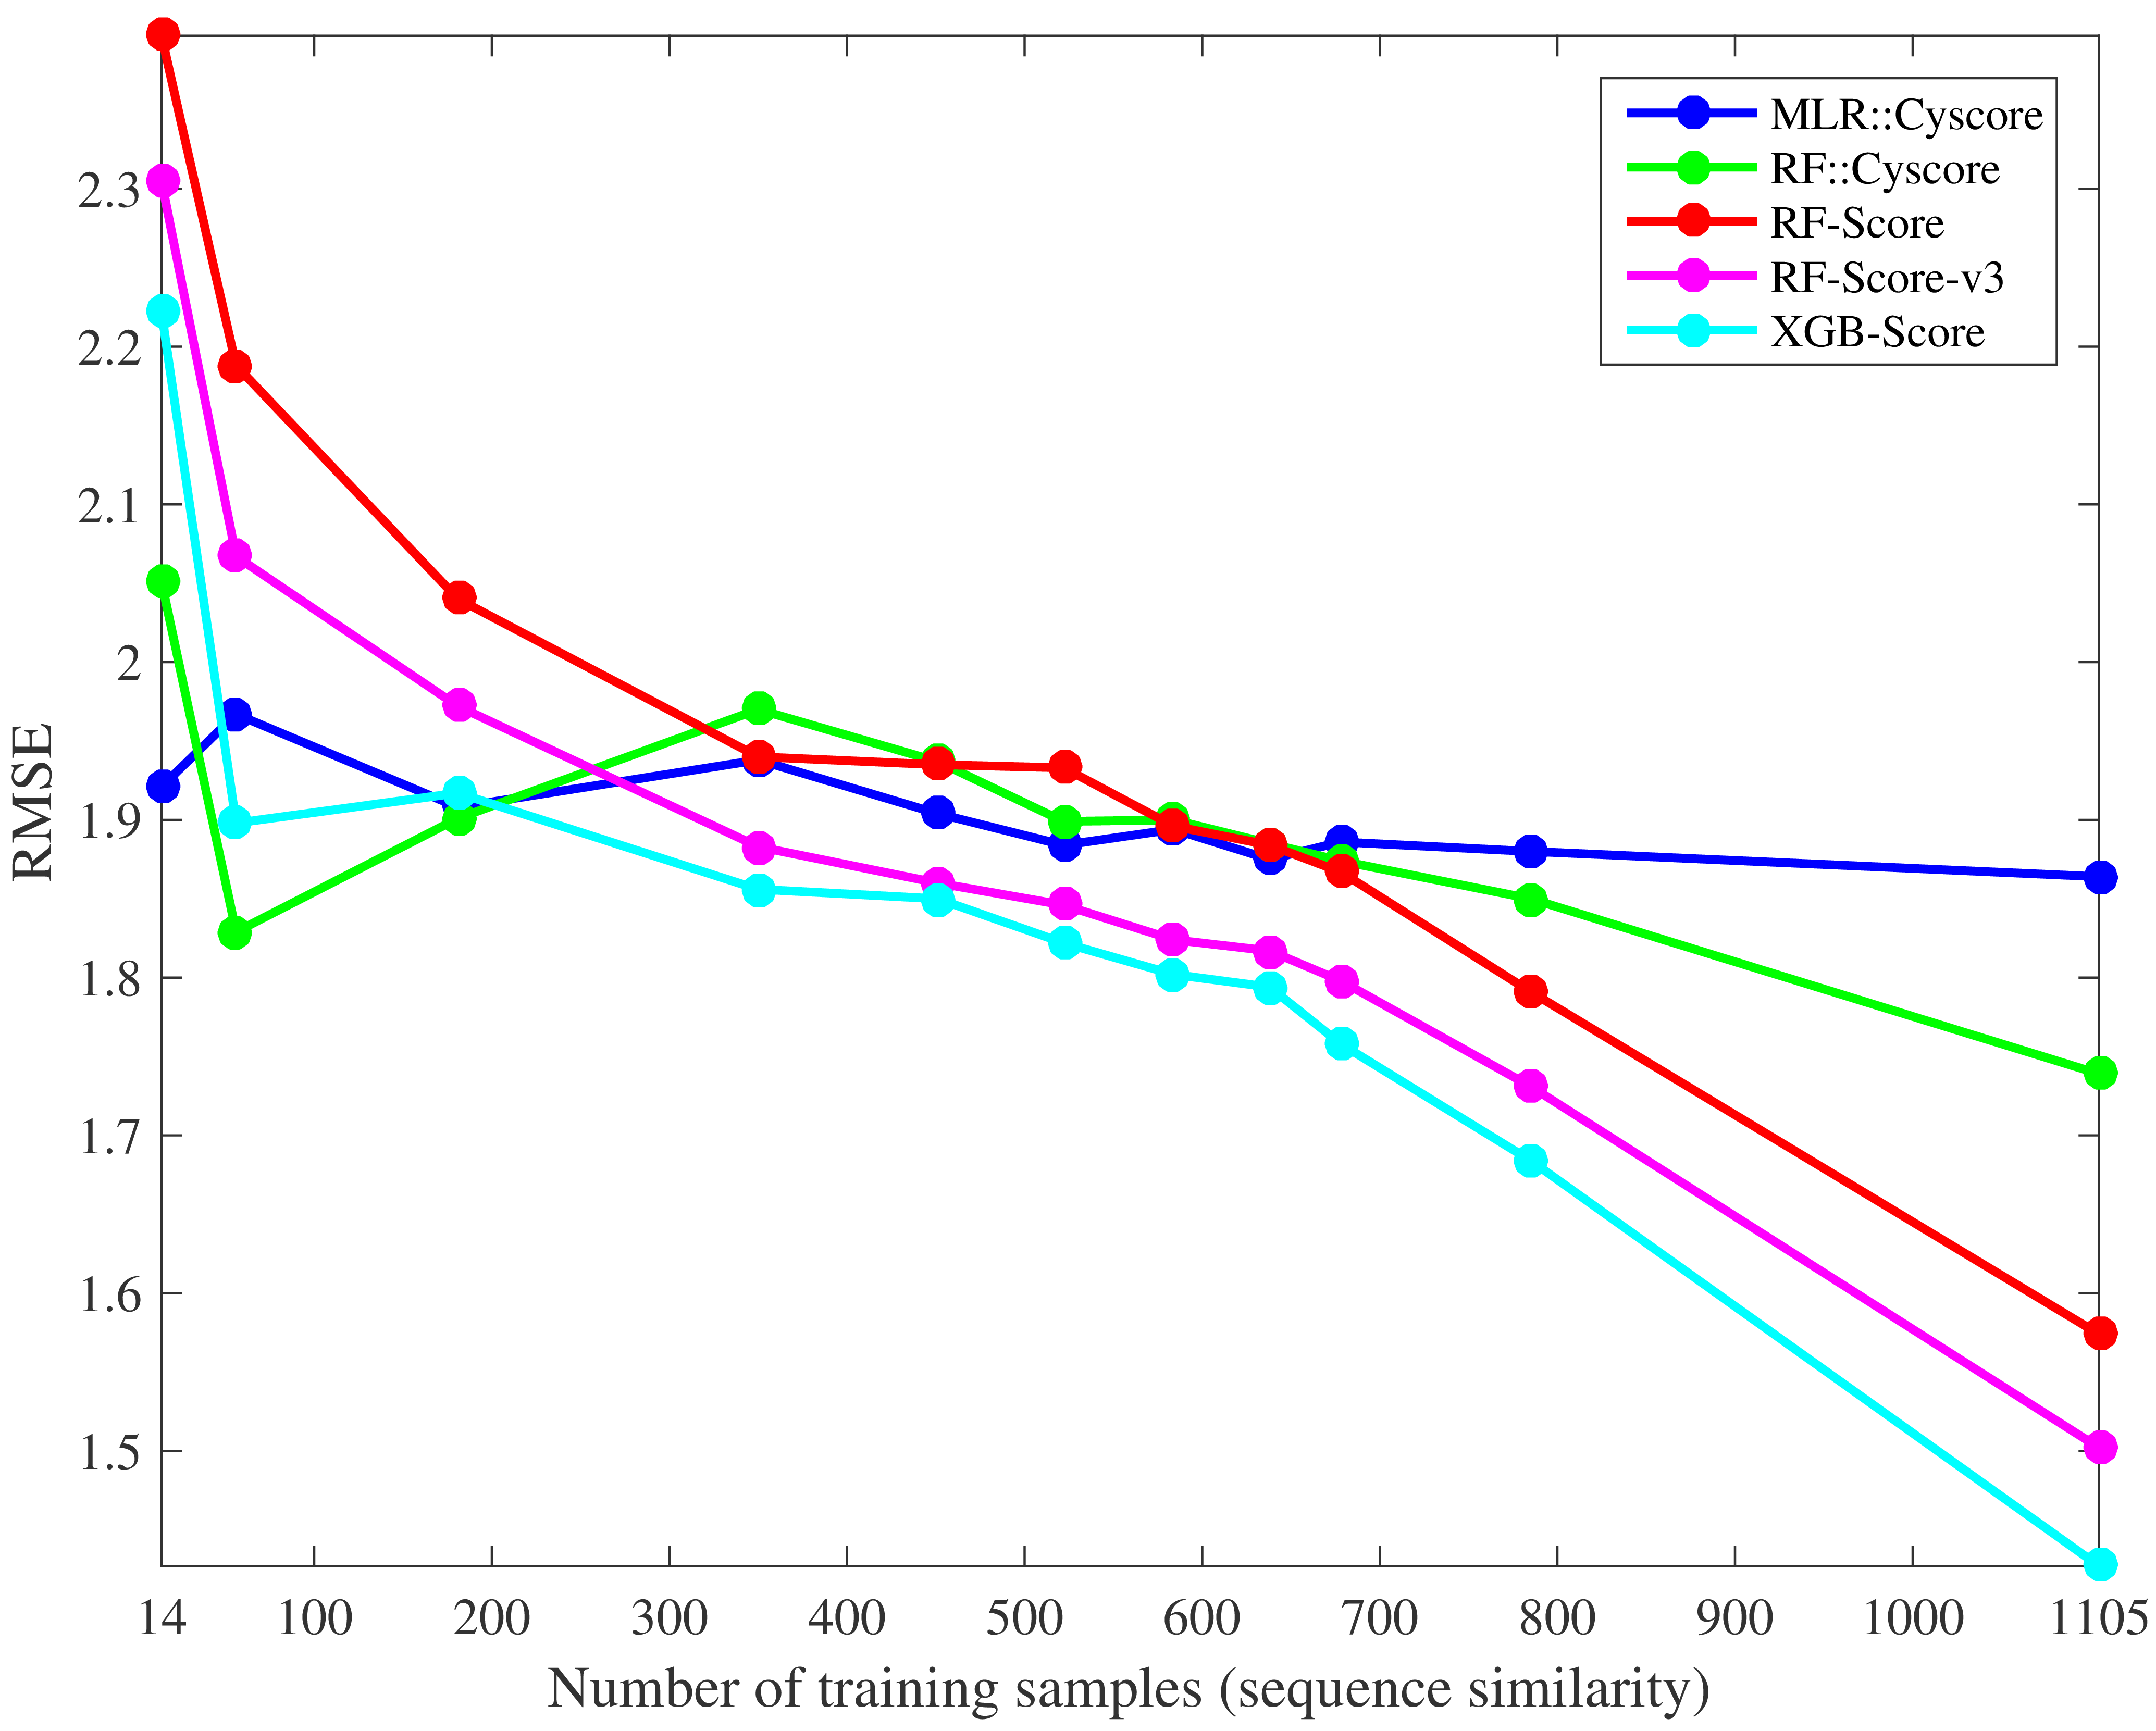 MLR::Cyscore
RF::Cyscore
RF-Score
RF-Score-v3
XGB-Score
2.3
2.2
2.1
2
1.9
1.8
1.7
1.6
1.5
RMSE
14 100 200 300 400 500 600 700 800 900 1000 1105
Number of training samples (sequence similarity)